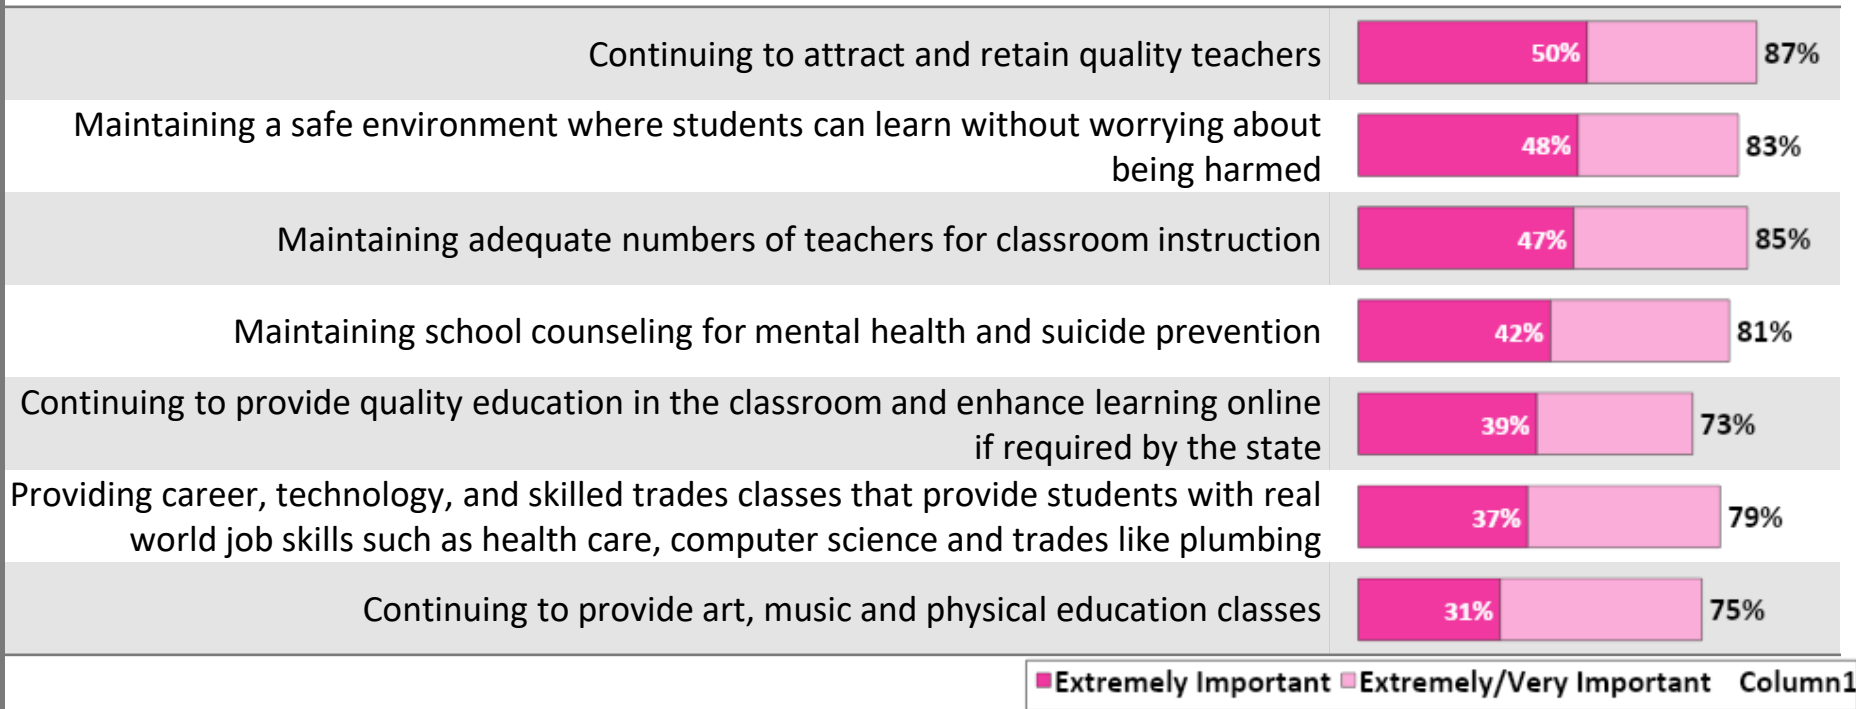 Continuing to attract and retain quality teachers 50% 87%
Maintaining a safe environment where students can learn without worrying about
being harmed 48% 83%
Maintaining adequate numbers of teachers for classroom instruction 47% 85%
Maintaining school counseling for mental health and suicide prevention 42% 81%
Continuing to provide quality education in the classroom and enhance learning online
if required by the state 39% 73%
Providing career, technology, and skilled trades classes that provide students with real
world job skills such as health care, computer science and trades like plumbing 37% 79%
Continuing to provide art, music and physical education classes 31% 75%
Extremely Important Extremely/Very Important Column1